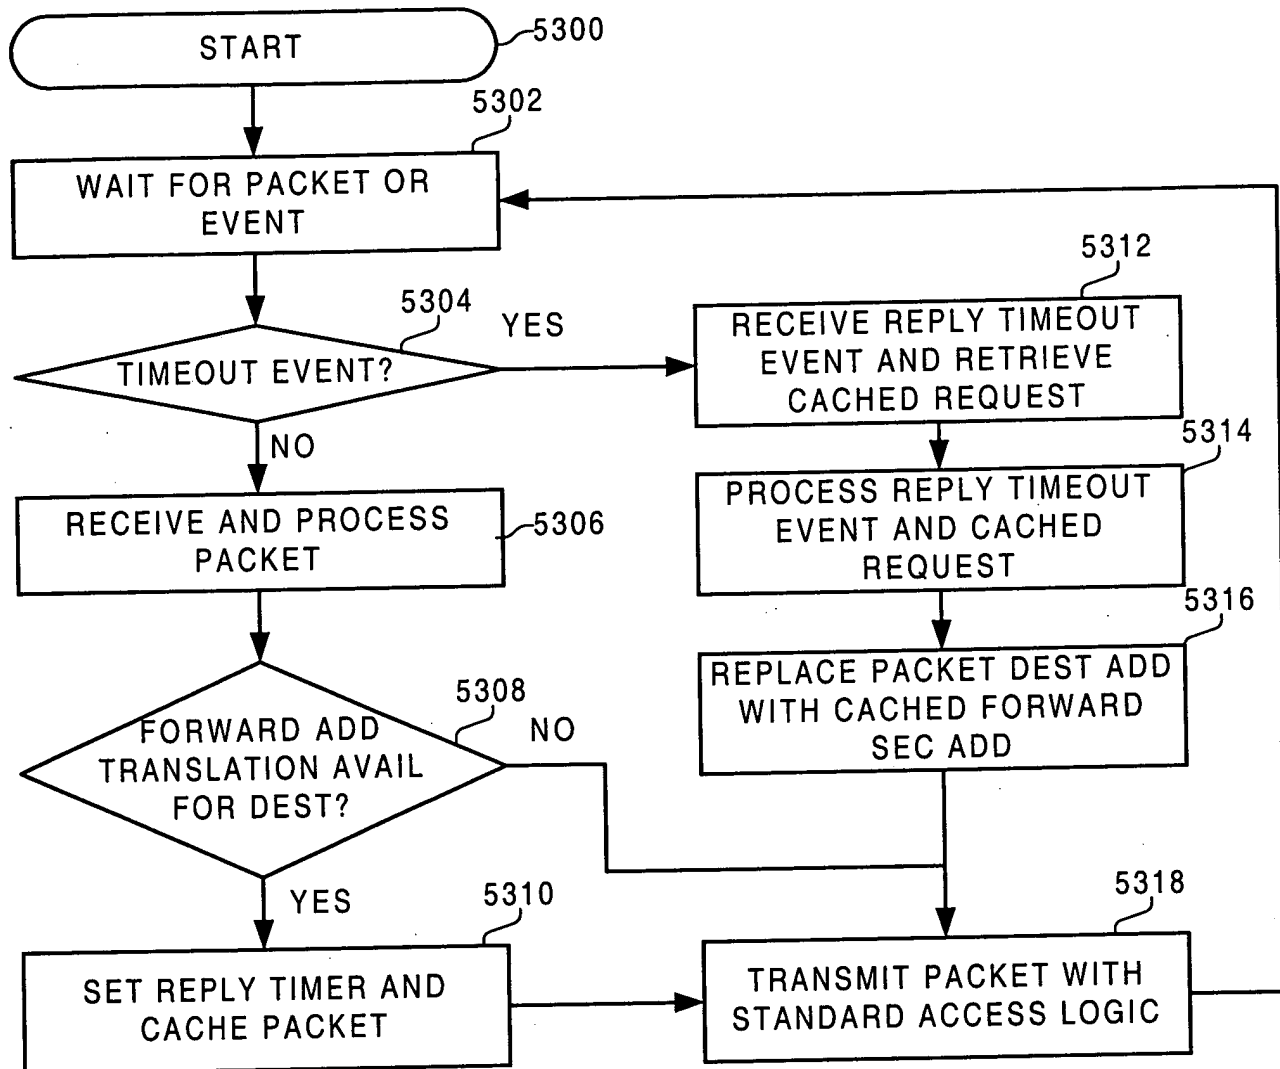 START
5300
5302
WAIT FOR PACKET OR
EVENT
5304
TIMEOUT EVENT?
YES
NO
5312
RECEIVE REPLY TIMEOUT
EVENT AND RETRIEVE
CACHED REQUEST
5306
RECEIVE AND PROCESS
PACKET
5314
PROCESS REPLY TIMEOUT
EVENT AND CACHED
REQUEST
5308
FORWARD ADD
TRANSLATION AVAIL
FOR DEST?
NO
YES
5316
REPLACE PACKET DEST ADD
WITH CACHED FORWARD
SEC ADD
5310
SET REPLY TIMER AND
CACHE PACKET
5318
TRANSMIT PACKET WITH
STANDARD ACCESS LOGIC